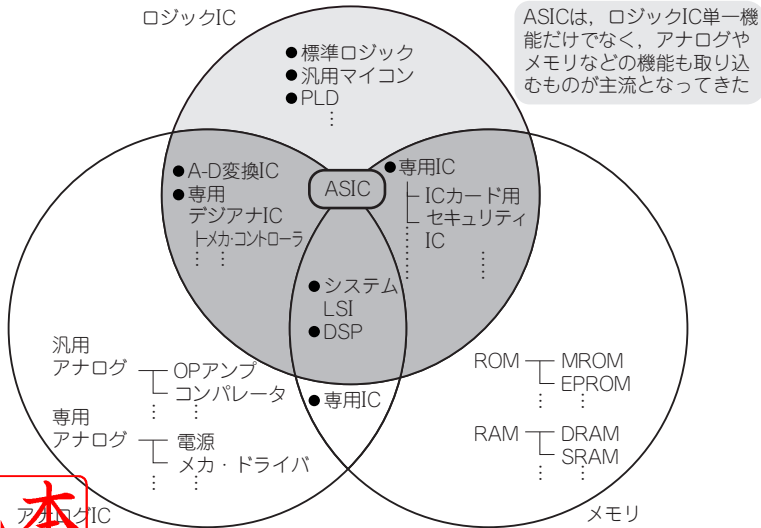 ロジックIC
ASICは，ロジックIC単一機
能だけでなく，アナログや
メモリなどの機能も取り込
むものが主流となってきた
●標準ロジック
●汎用マイコン
●PLD
●A-D変換IC
●専用
デジアナIC
メカ・コントローラ
ASIC
●専用IC
ICカード用
セキュリティ
IC
●システム
LSI
●DSP
●専用IC
汎用
アナログ
OPアンプ
コンパレータ
専用
アナログ
電源
メカ・ドライバ
ROM
MROM
EPROM
RAM
DRAM
SRAM
本
アナログIC
メモリ